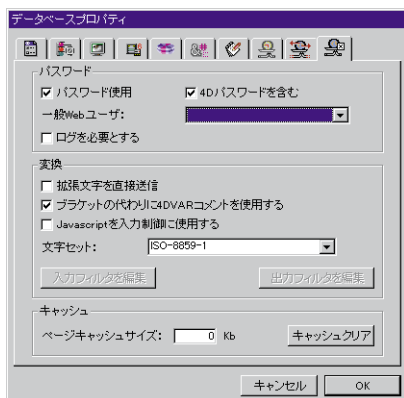 データベースプロパティ
パスワード
パスワード使用
4Dパスワードを含む
一般Webユーザ:
ログを必要とする
変換
拡張文字を直接送信
ブラケットの代わりに4DVARコメントを使用する
Javascriptを入力制御に使用する
文字セット: ISO-8859-1
入力フィルタを編集
出力フィルタを編集
キャッシュ
ページキャッシュサイズ: 0 Kb
キャッシュクリア
キャンセル
OK